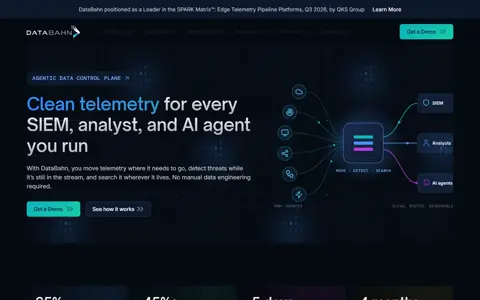 DataBahn positioned as a Leader in the SPARK Matrix™: Edge Telemetry Pipeline Platforms, Q3 2026, by QKS Group Learn More
DATABAHN
Get a Demo
AGENTIC DATA CONTROL PLANE
Clean telemetry for every
SIEM, analyst, and AI agent
you run
With DataBahn, you move telemetry where it needs to go, detect threats while
it's still in the stream, and search it wherever it lives. No manual data engineering
required.
Get a Demo
See how it works
SIEM
Analysts
AI agents
MOVE · DETECT · SEARCH